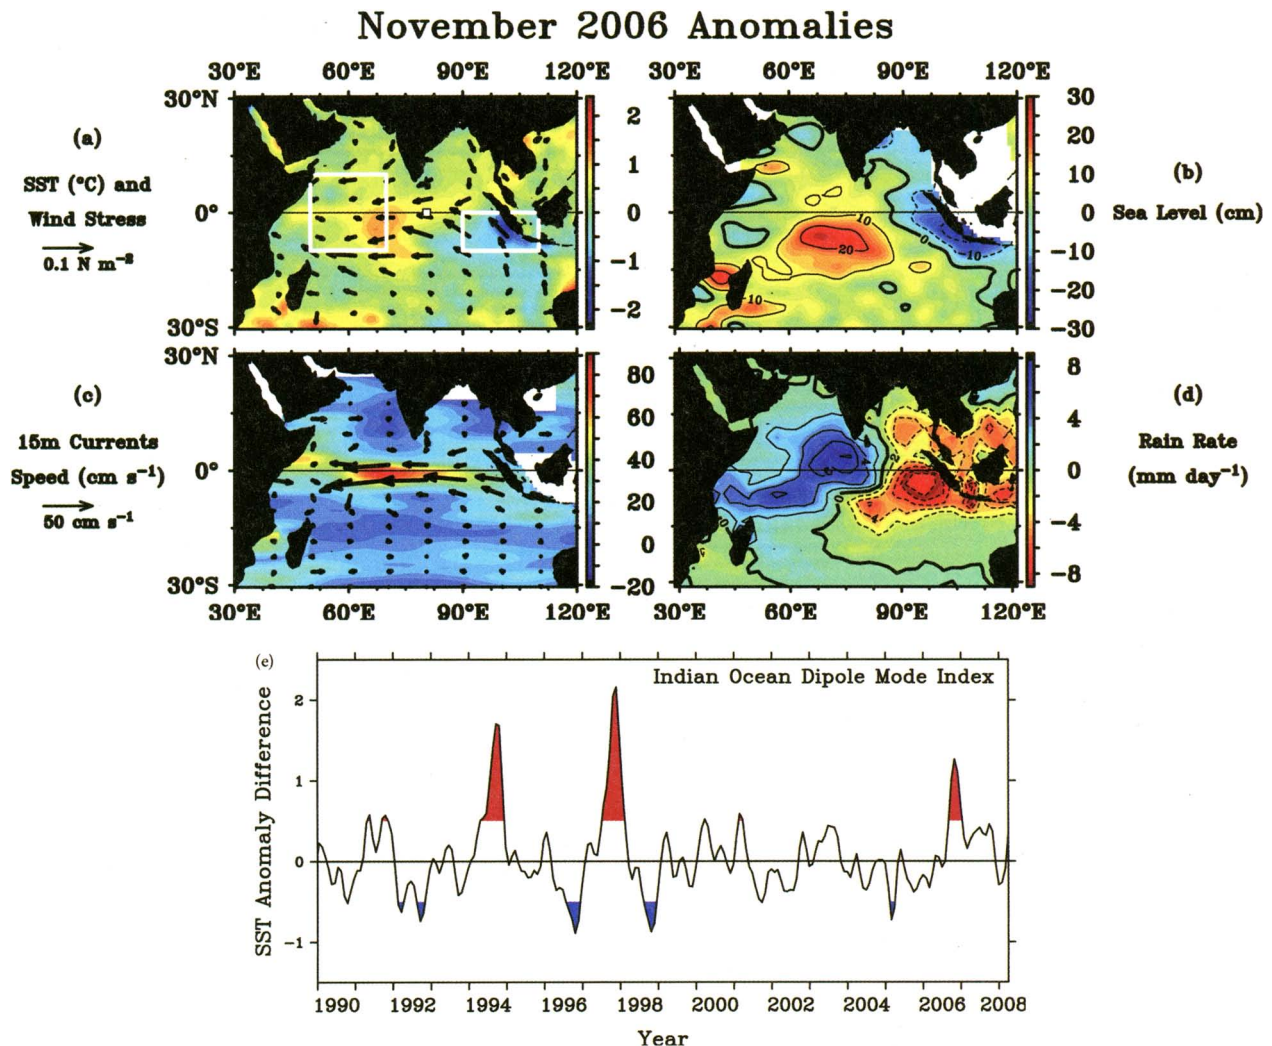 November 2006 Anomalies
30°E 60°E 90°E 120°E 30°E 60°E 90°E 120°E
30°N
0°
30°S
(a)
SST (°C) and
Wind Stress
0.1 N m⁻²
2
1
0
-1
-2
10
20
0
-10
-10
30
20
10
0
-10
-20
-30
(b)
Sea Level (cm)
30°N
0°
30°S
(c)
15m Currents
Speed (cm s⁻¹)
50 cm s⁻¹
80
60
40
20
0
-20
8
4
0
-4
-8
(d)
Rain Rate
(mm day⁻¹)
30°E 60°E 90°E 120°E 30°E 60°E 90°E 120°E
(e)
Indian Ocean Dipole Mode Index
SST Anomaly Difference
2
1
0
-1
1990 1992 1994 1996 1998 2000 2002 2004 2006 2008
Year